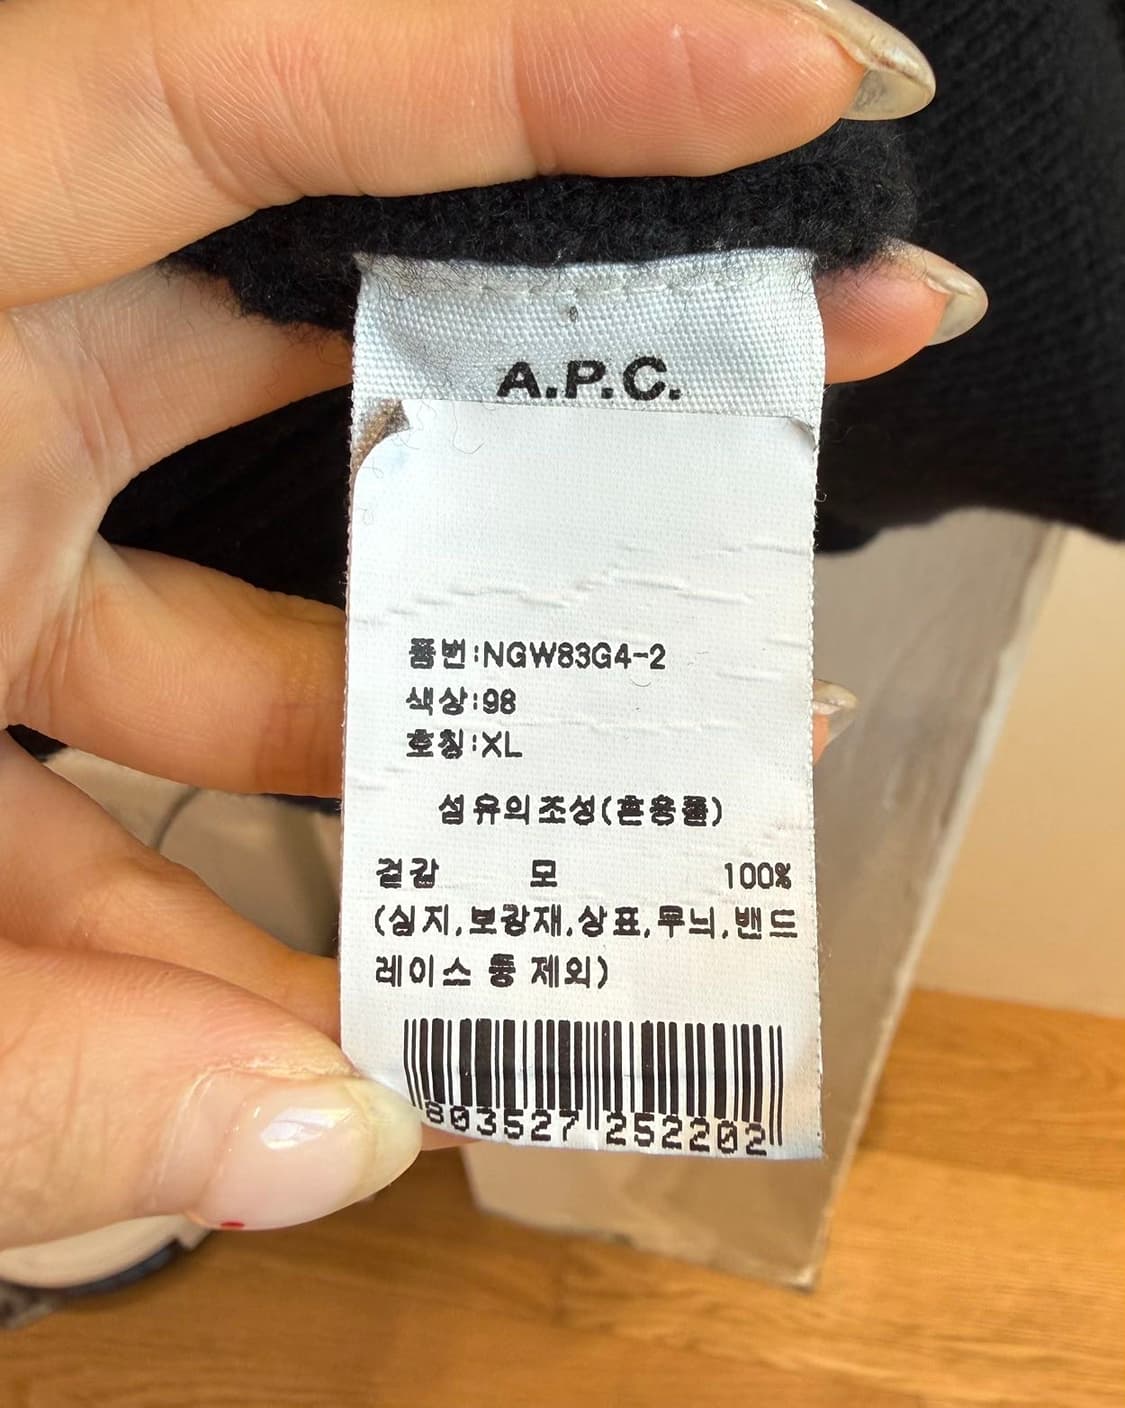 A.P.C.
품번:NGW83G4-2
색상:98
호칭:XL
섬유의조성(혼용률)
겉감 모 100%
(심지,보강재,상표,무늬,밴드
레이스 등 제외)
803527 252202